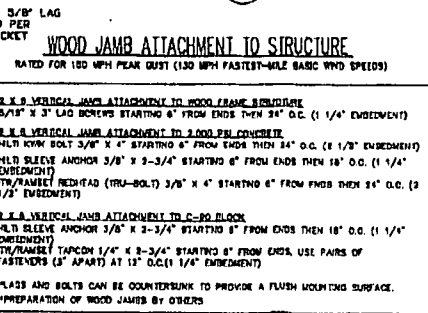 5/8" LAG
PER
CKET
WOOD JAMB ATTACHMENT TO STRUCTURE
RATED FOR 180 MPH PEAK GUST (130 MPH FASTEST-MILE BASIC WIND SPEEDS)
2 X 6 VERTICAL JAMB ATTACHMENT TO WOOD FRAME STRUCTURE
5/16" X 3" LAG SCREWS STARTING 6" FROM ENDS THEN 24" O.C. (1 1/4" EMBEDMENT)
2 X 6 VERTICAL JAMB ATTACHMENT TO 2,000 PSI CONCRETE
HILTI KWIK BOLT 3/8" X 4" STARTING 6" FROM ENDS THEN 24" O.C. (2 1/2" EMBEDMENT)
HILTI SLEEVE ANCHOR 3/8" X 2-3/4" STARTING 6" FROM ENDS THEN 18" O.C. (1 1/4"
EMBEDMENT)
ITW/RAMSET REDHEAD (TRU-BOLT) 3/8" X 4" STARTING 6" FROM ENDS THEN 24" O.C. (2
1/2" EMBEDMENT)
2 X 6 VERTICAL JAMB ATTACHMENT TO C-90 BLOCK
HILTI SLEEVE ANCHOR 3/8" X 2-3/4" STARTING 6" FROM ENDS THEN 18" O.C. (1 1/4"
EMBEDMENT)
ITW/RAMSET TAPCON 1/4" X 2-3/4" STARTING 6" FROM ENDS, USE PAIRS OF
FASTENERS (3" APART) AT 12" O.C.(1 1/4" EMBEDMENT)
*LAGS AND BOLTS CAN BE COUNTERSUNK TO PROVIDE A FLUSH MOUNTING SURFACE.
*PREPARATION OF WOOD JAMBS BY OTHERS